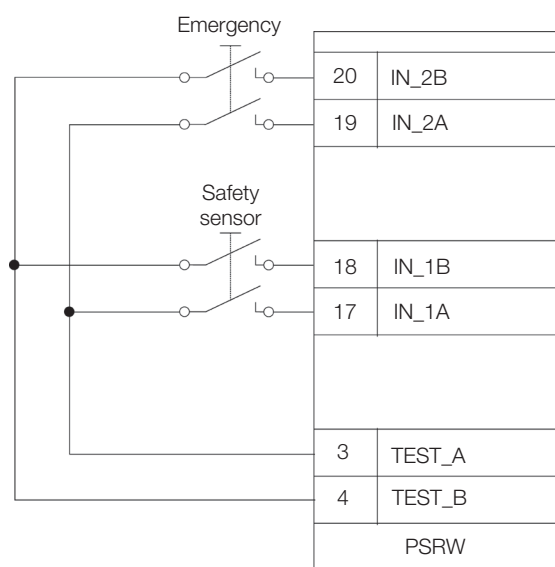 Emergency
20 IN_2B
19 IN_2A
Safety
sensor
18 IN_1B
17 IN_1A
3 TEST_A
4 TEST_B
PSRW